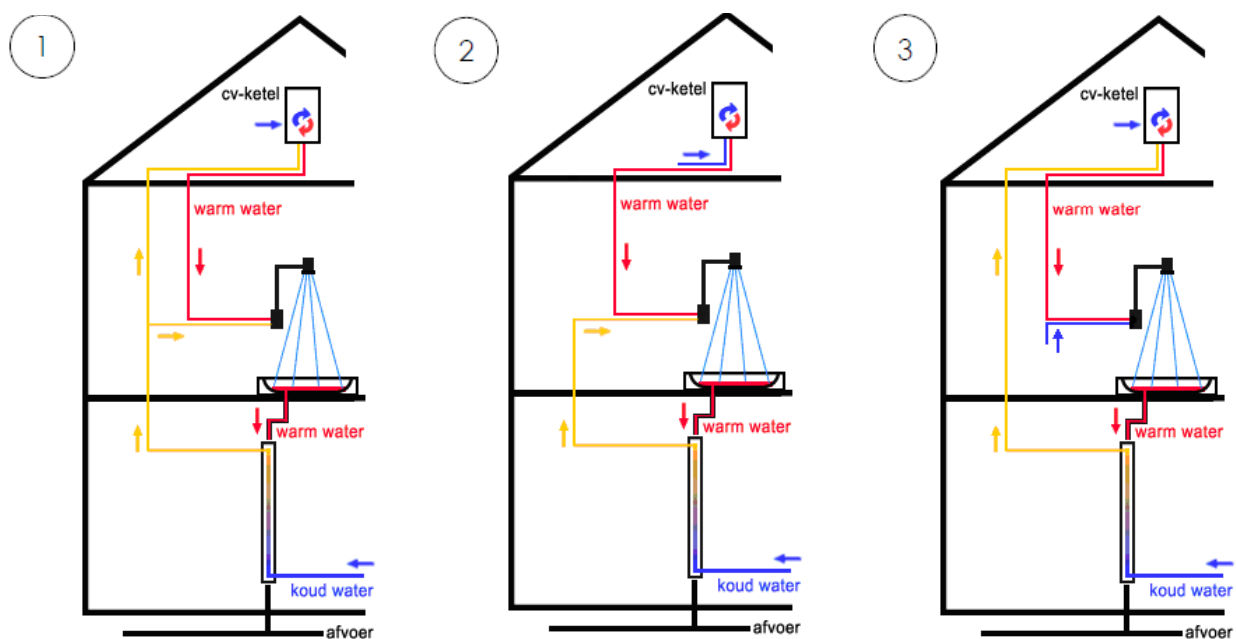 1
cv-ketel
warm water
warm water
koud water
afvoer
2
cv-ketel
warm water
warm water
koud water
afvoer
3
cv-ketel
warm water
warm water
koud water
afvoer